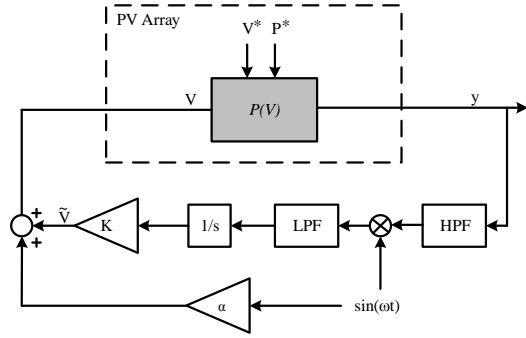 PV Array
V* P*
V
P(V)
y
+
Ṽ
K
1/s
LPF
HPF
+
α
sin(ωt)